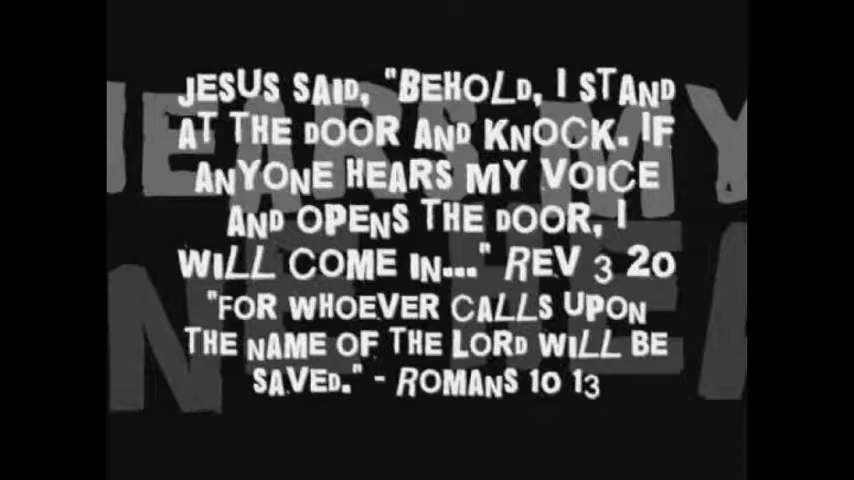 JESUS SAID, "BEHOLD, I STAND
AT THE DOOR AND KNOCK. IF
ANYONE HEARS MY VOICE
AND OPENS THE DOOR, I
WILL COME IN..." REV 3 20
"FOR WHOEVER CALLS UPON
THE NAME OF THE LORD WILL BE
SAVED." - ROMANS 10 13
HEARS MY